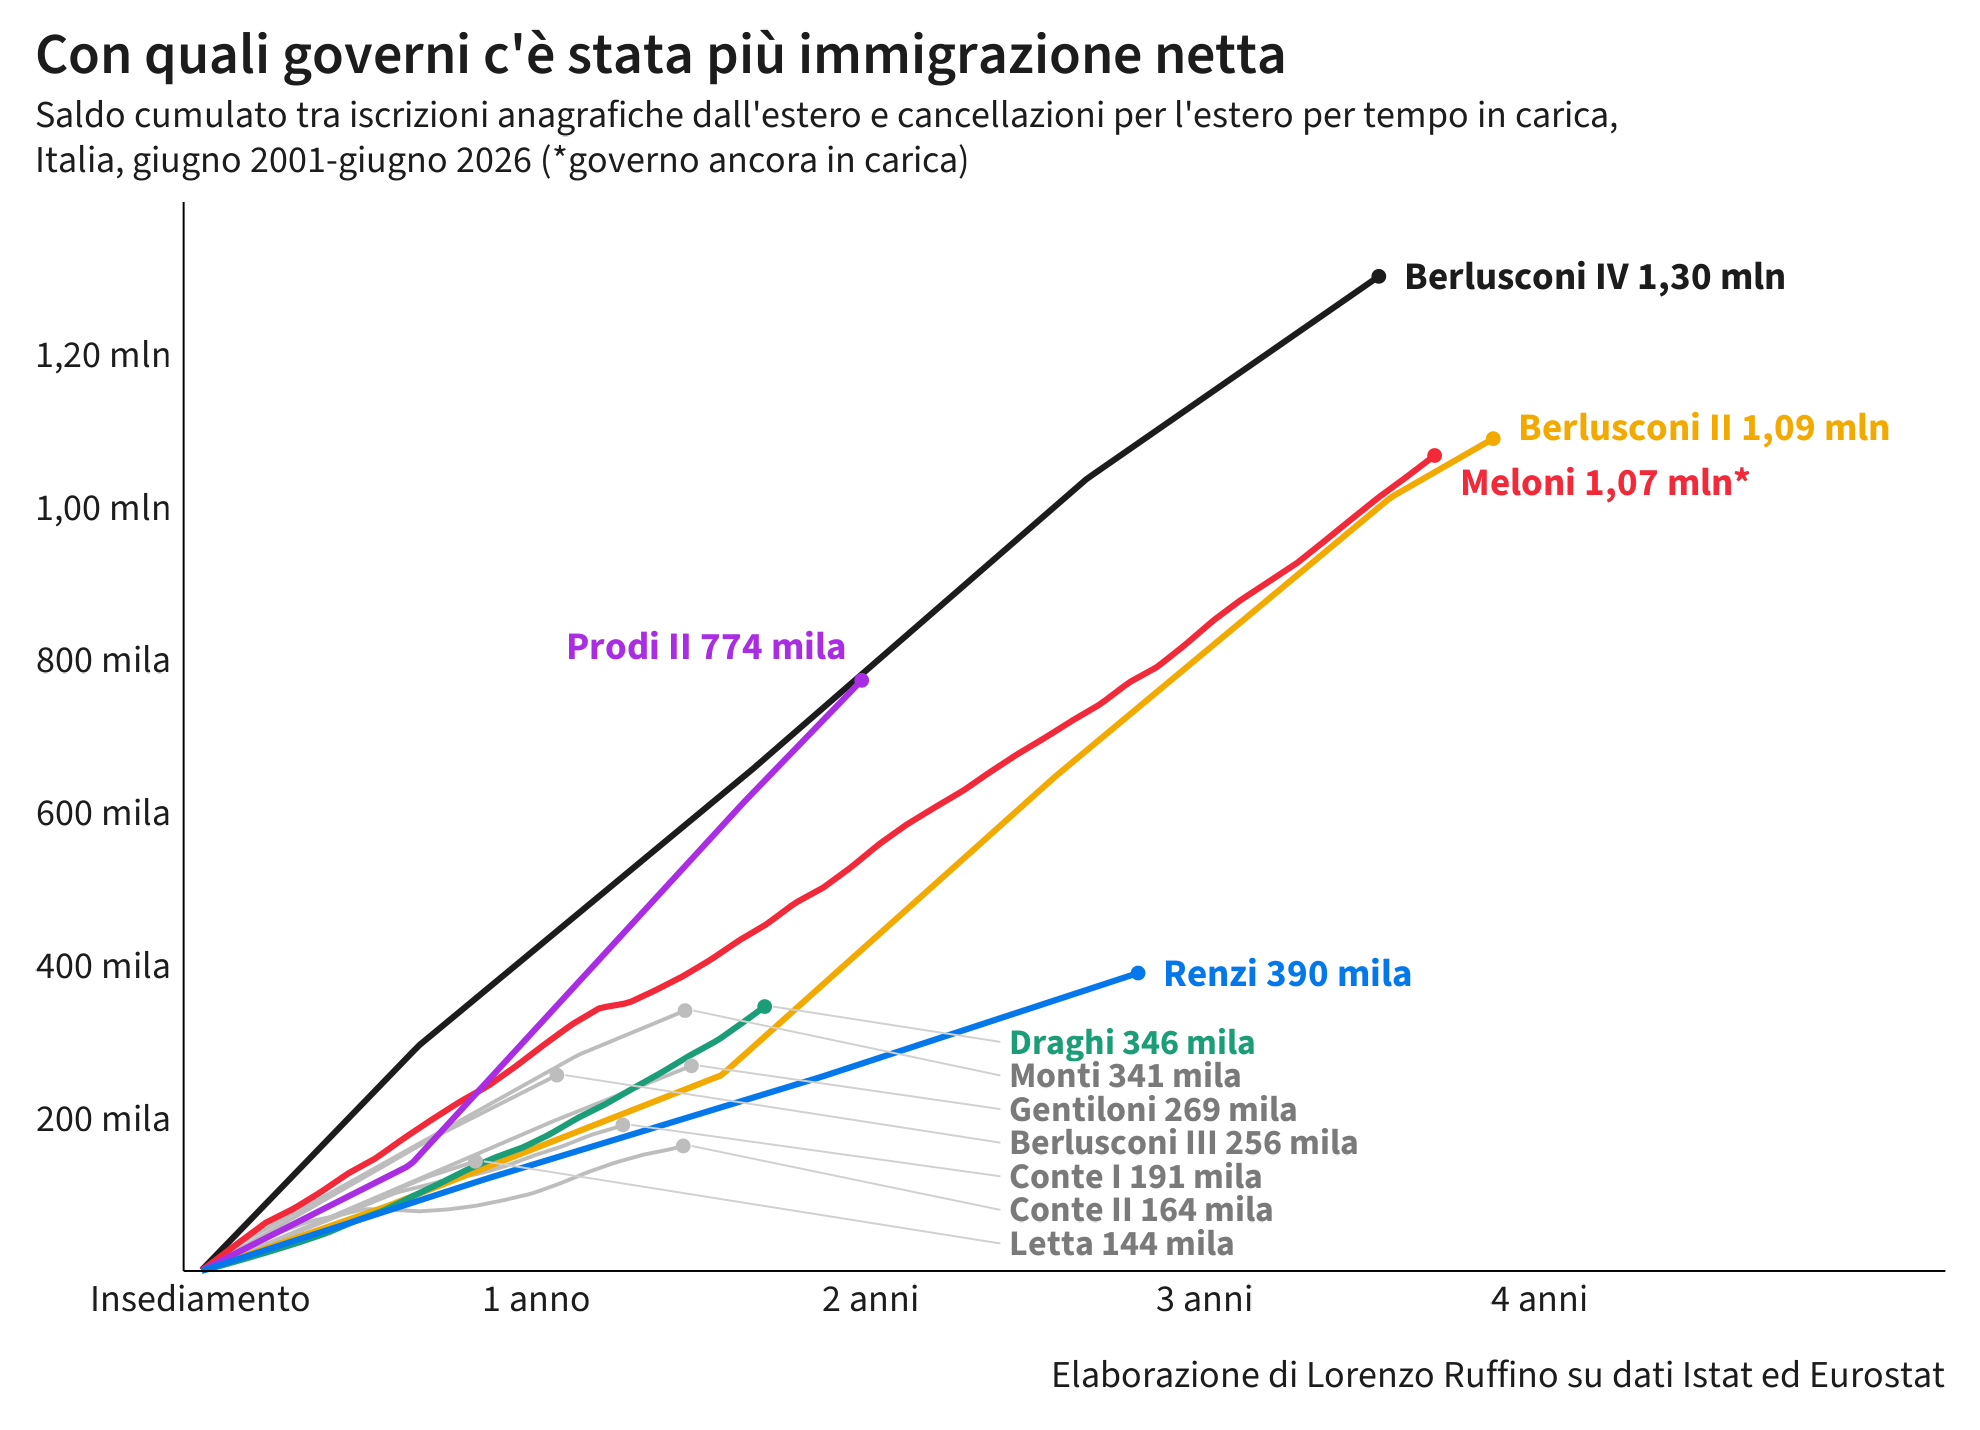 Con quali governi c'è stata più immigrazione netta
Saldo cumulato tra iscrizioni anagrafiche dall'estero e cancellazioni per l'estero per tempo in carica,
Italia, giugno 2001-giugno 2026 (*governo ancora in carica)
Berlusconi IV 1,30 mln
1,20 mln
Berlusconi II 1,09 mln
Meloni 1,07 mln*
1,00 mln
Prodi II 774 mila
800 mila
600 mila
400 mila
Renzi 390 mila
Draghi 346 mila
Monti 341 mila
Gentiloni 269 mila
200 mila
Berlusconi III 256 mila
Conte I 191 mila
Conte II 164 mila
Letta 144 mila
Insediamento 1 anno 2 anni 3 anni 4 anni
Elaborazione di Lorenzo Ruffino su dati Istat ed Eurostat